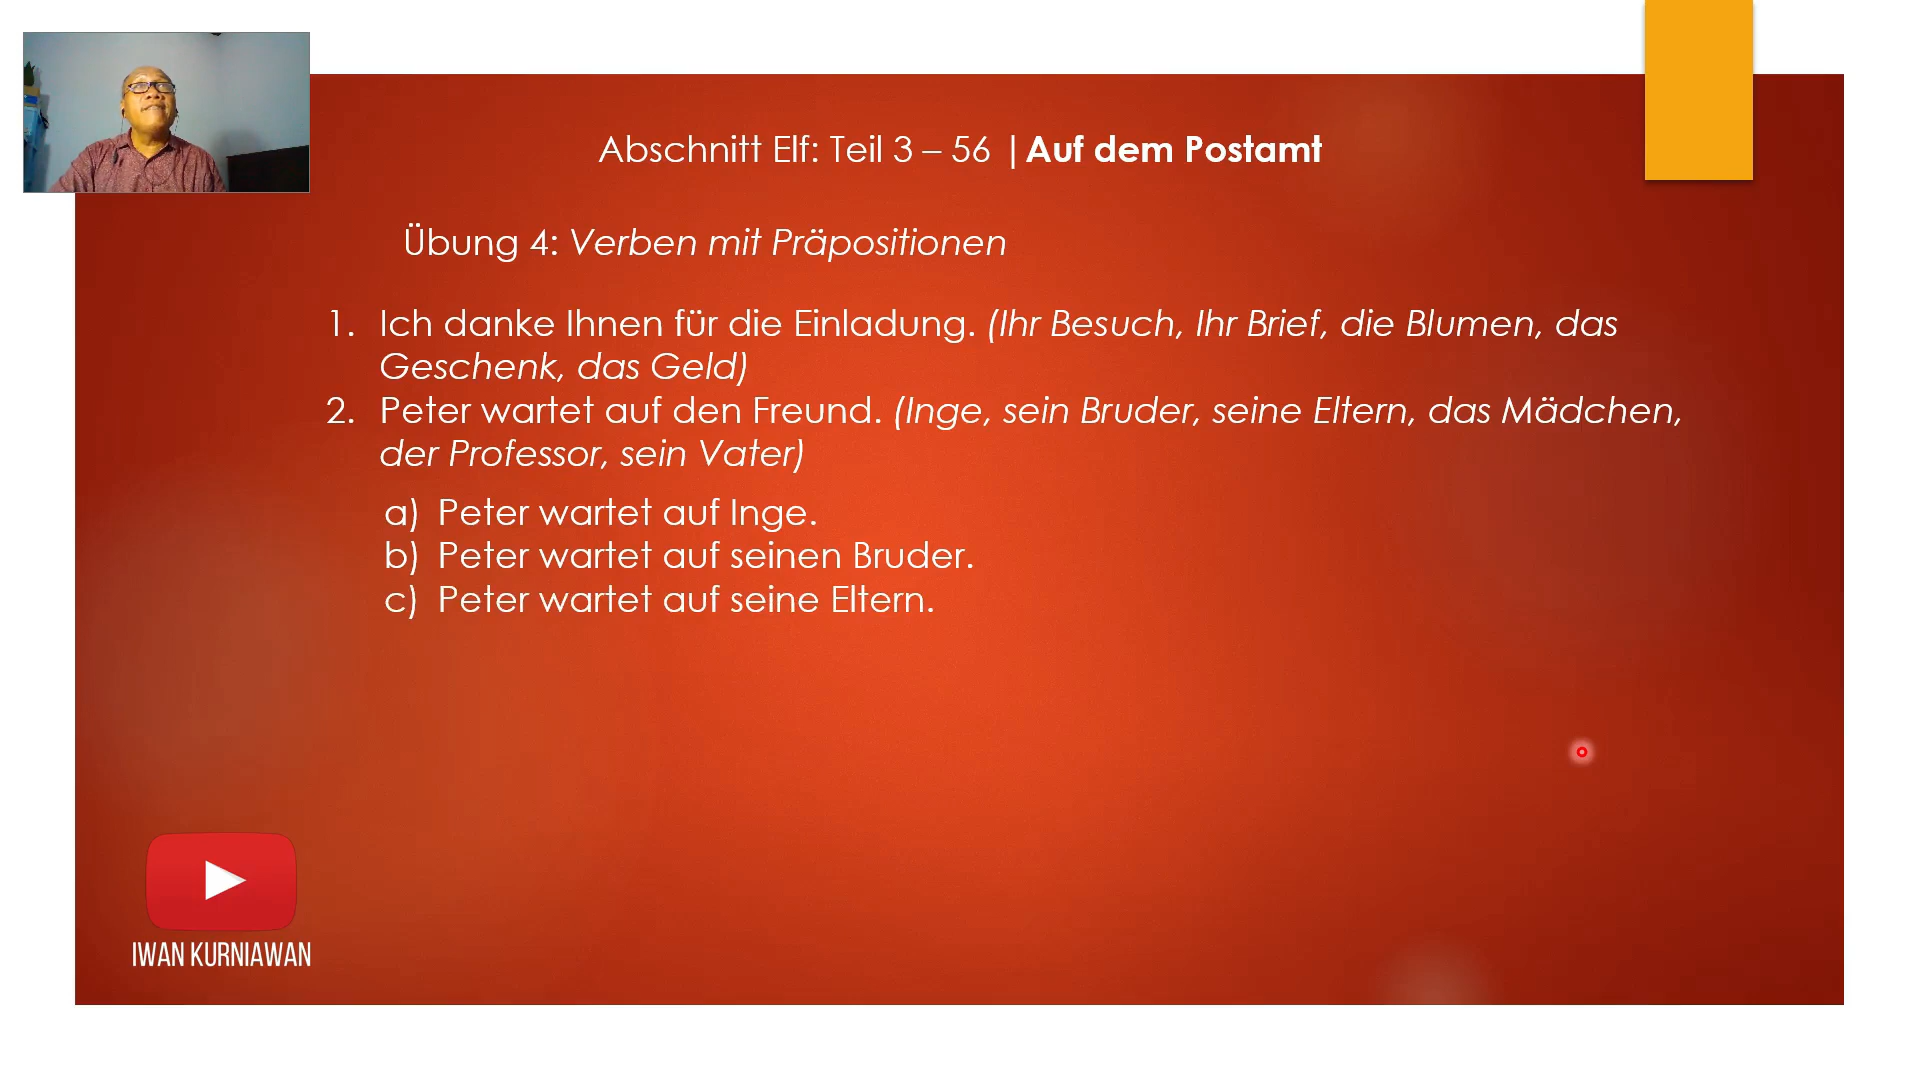 Abschnitt Elf: Teil 3 – 56 |Auf dem Postamt
Übung 4: Verben mit Präpositionen
1. Ich danke Ihnen für die Einladung. (Ihr Besuch, Ihr Brief, die Blumen, das
Geschenk, das Geld)
2. Peter wartet auf den Freund. (Inge, sein Bruder, seine Eltern, das Mädchen,
der Professor, sein Vater)
a) Peter wartet auf Inge.
b) Peter wartet auf seinen Bruder.
c) Peter wartet auf seine Eltern.
IWAN KURNIAWAN